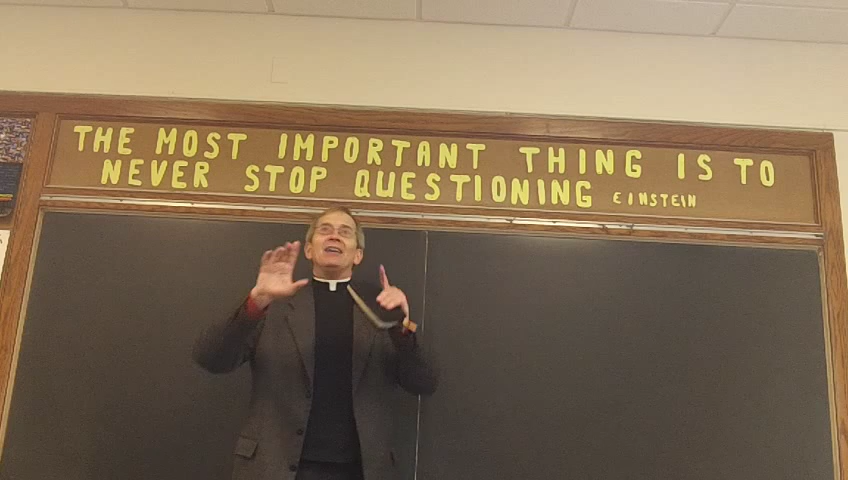 THE MOST IMPORTANT THING IS TO
NEVER STOP QUESTIONING EINSTEIN